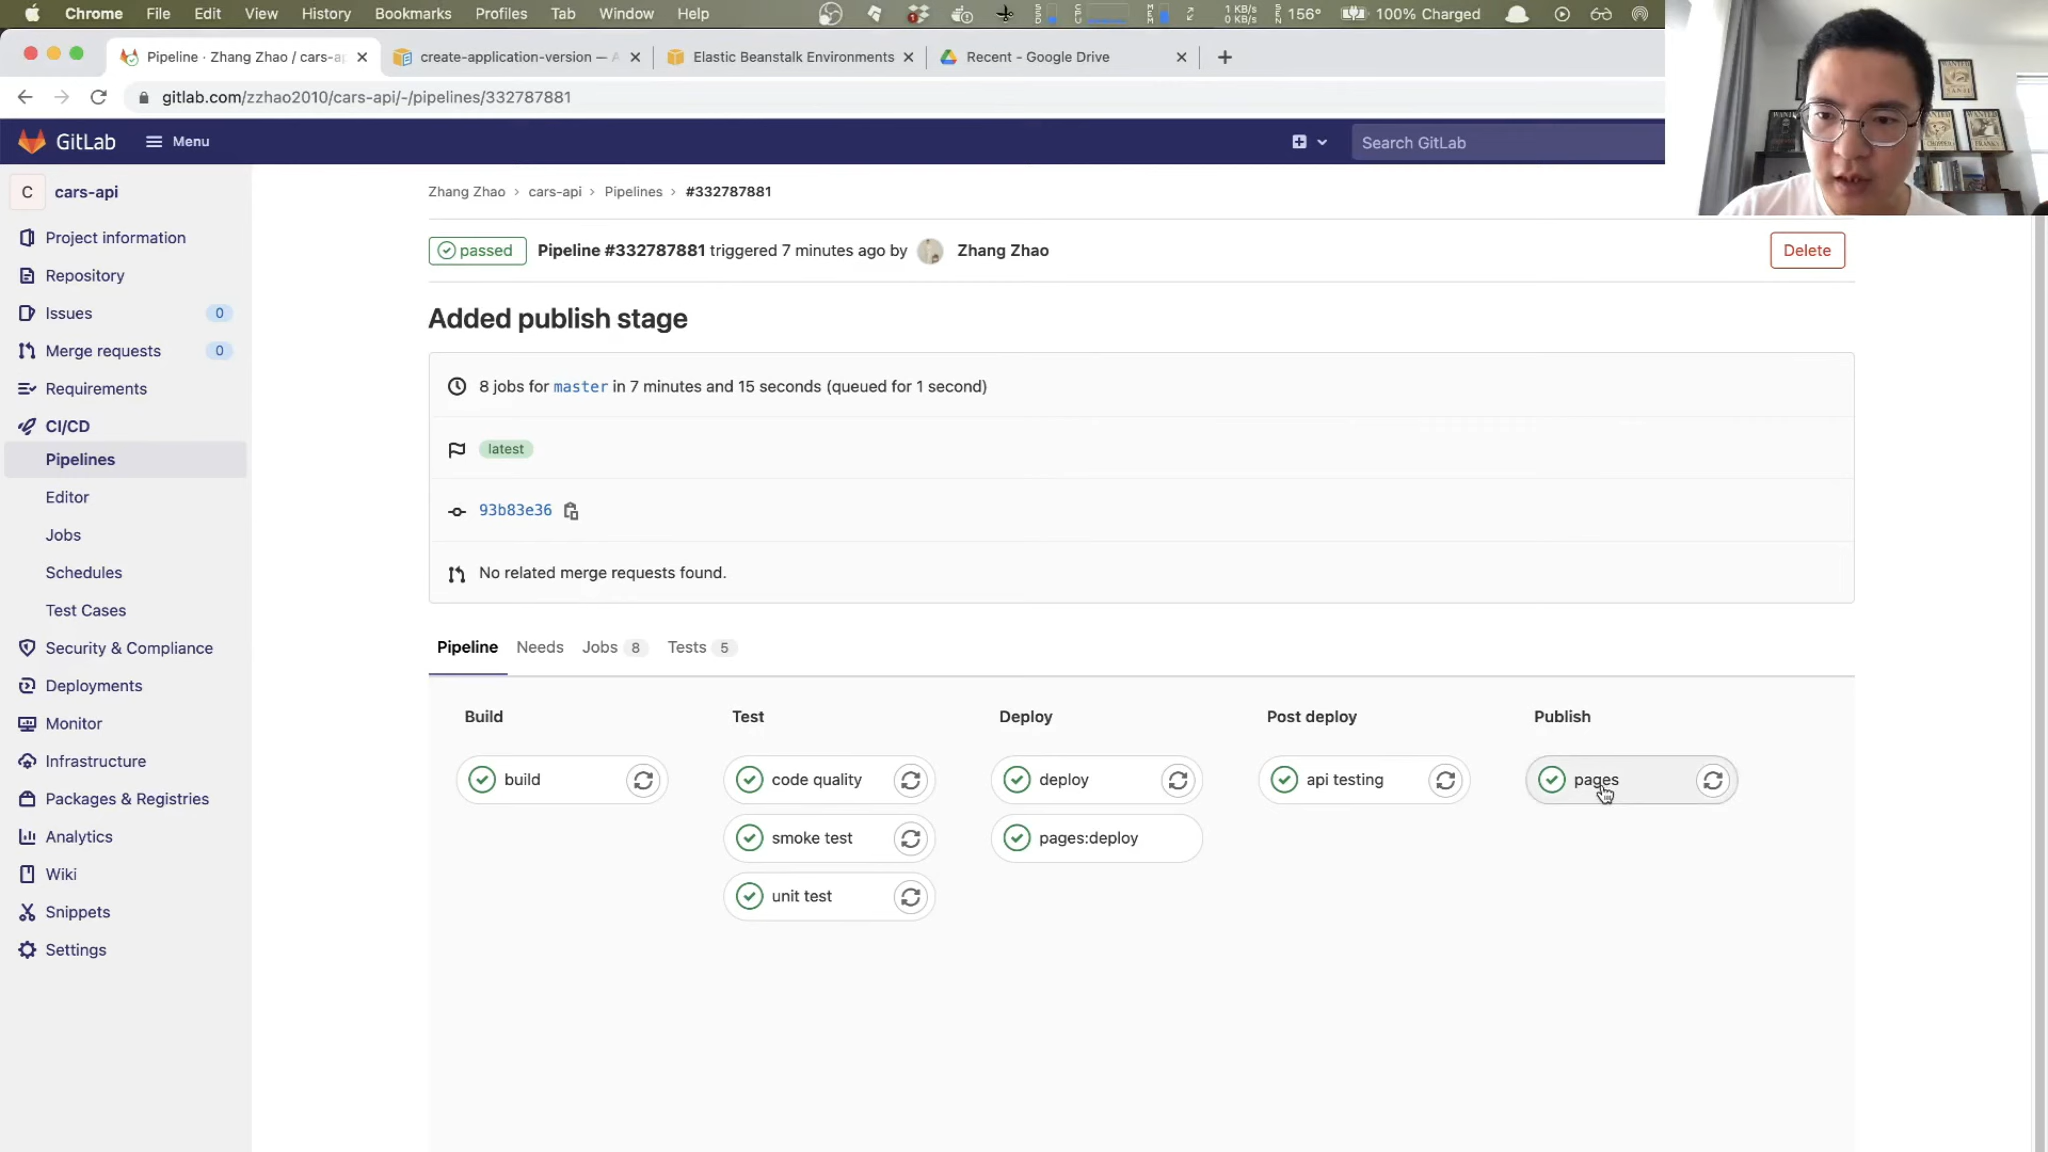 Chrome File Edit View History Bookmarks Profiles Tab Window Help 1 KB/s 0 KB/s 156° 100% Charged
Pipeline · Zhang Zhao / cars-ap create-application-version — A Elastic Beanstalk Environments Recent - Google Drive
gitlab.com/zzhao2010/cars-api/-/pipelines/332787881
GitLab Menu Search GitLab
C cars-api
Project information
Repository
Issues 0
Merge requests 0
Requirements
CI/CD
Pipelines
Editor
Jobs
Schedules
Test Cases
Security & Compliance
Deployments
Monitor
Infrastructure
Packages & Registries
Analytics
Wiki
Snippets
Settings
Zhang Zhao › cars-api › Pipelines › #332787881
passed Pipeline #332787881 triggered 7 minutes ago by Zhang Zhao Delete
Added publish stage
8 jobs for master in 7 minutes and 15 seconds (queued for 1 second)
latest
93b83e36
No related merge requests found.
Pipeline Needs Jobs 8 Tests 5
Build Test Deploy Post deploy Publish
build code quality deploy api testing pages
smoke test pages:deploy
unit test